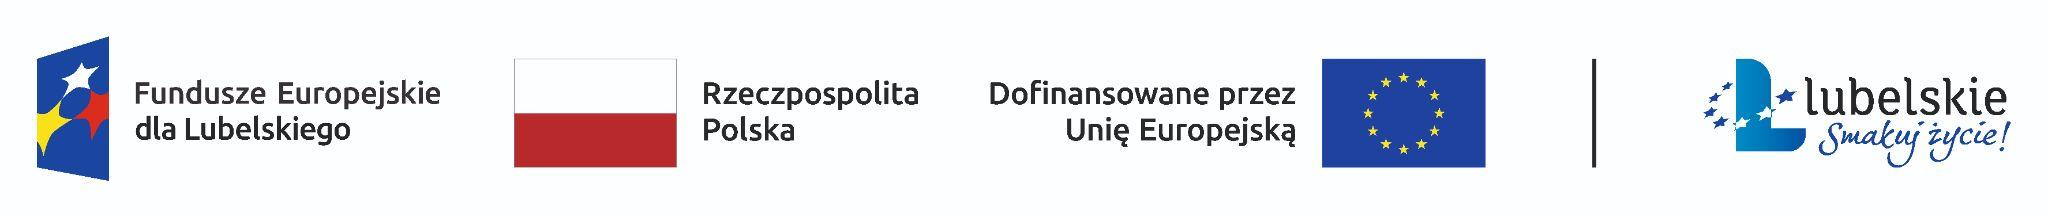 Fundusze Europejskie
dla Lubelskiego
Rzeczpospolita
Polska
Dofinansowane przez
Unię Europejską
lubelskie
Smakuj życie!